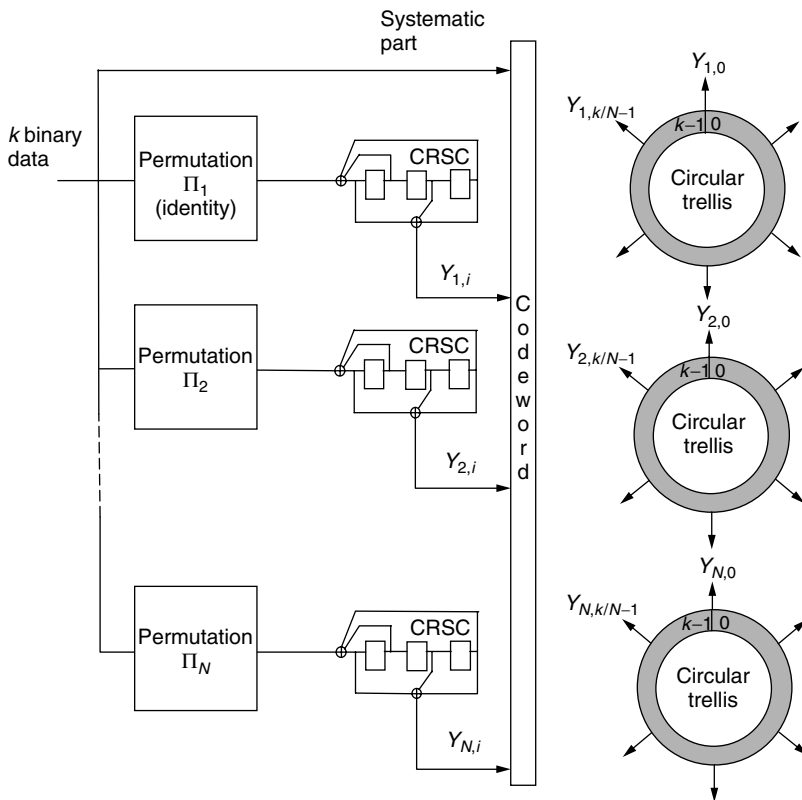 Systematic
part
k binary
data
Permutation
Π1
(identity)
CRSC
Y1,i
Permutation
Π2
CRSC
Y2,i
Permutation
ΠN
CRSC
YN,i
Codeword
Y1,0
Y1,k/N−1
k−1 0
Circular
trellis
Y2,0
Y2,k/N−1
k−1 0
Circular
trellis
YN,0
YN,k/N−1
k−1 0
Circular
trellis